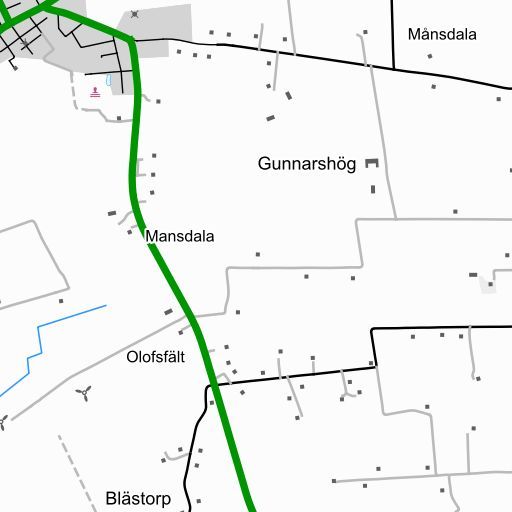 Månsdala
Gunnarshög
Mansdala
Olofsfält
Blästorp